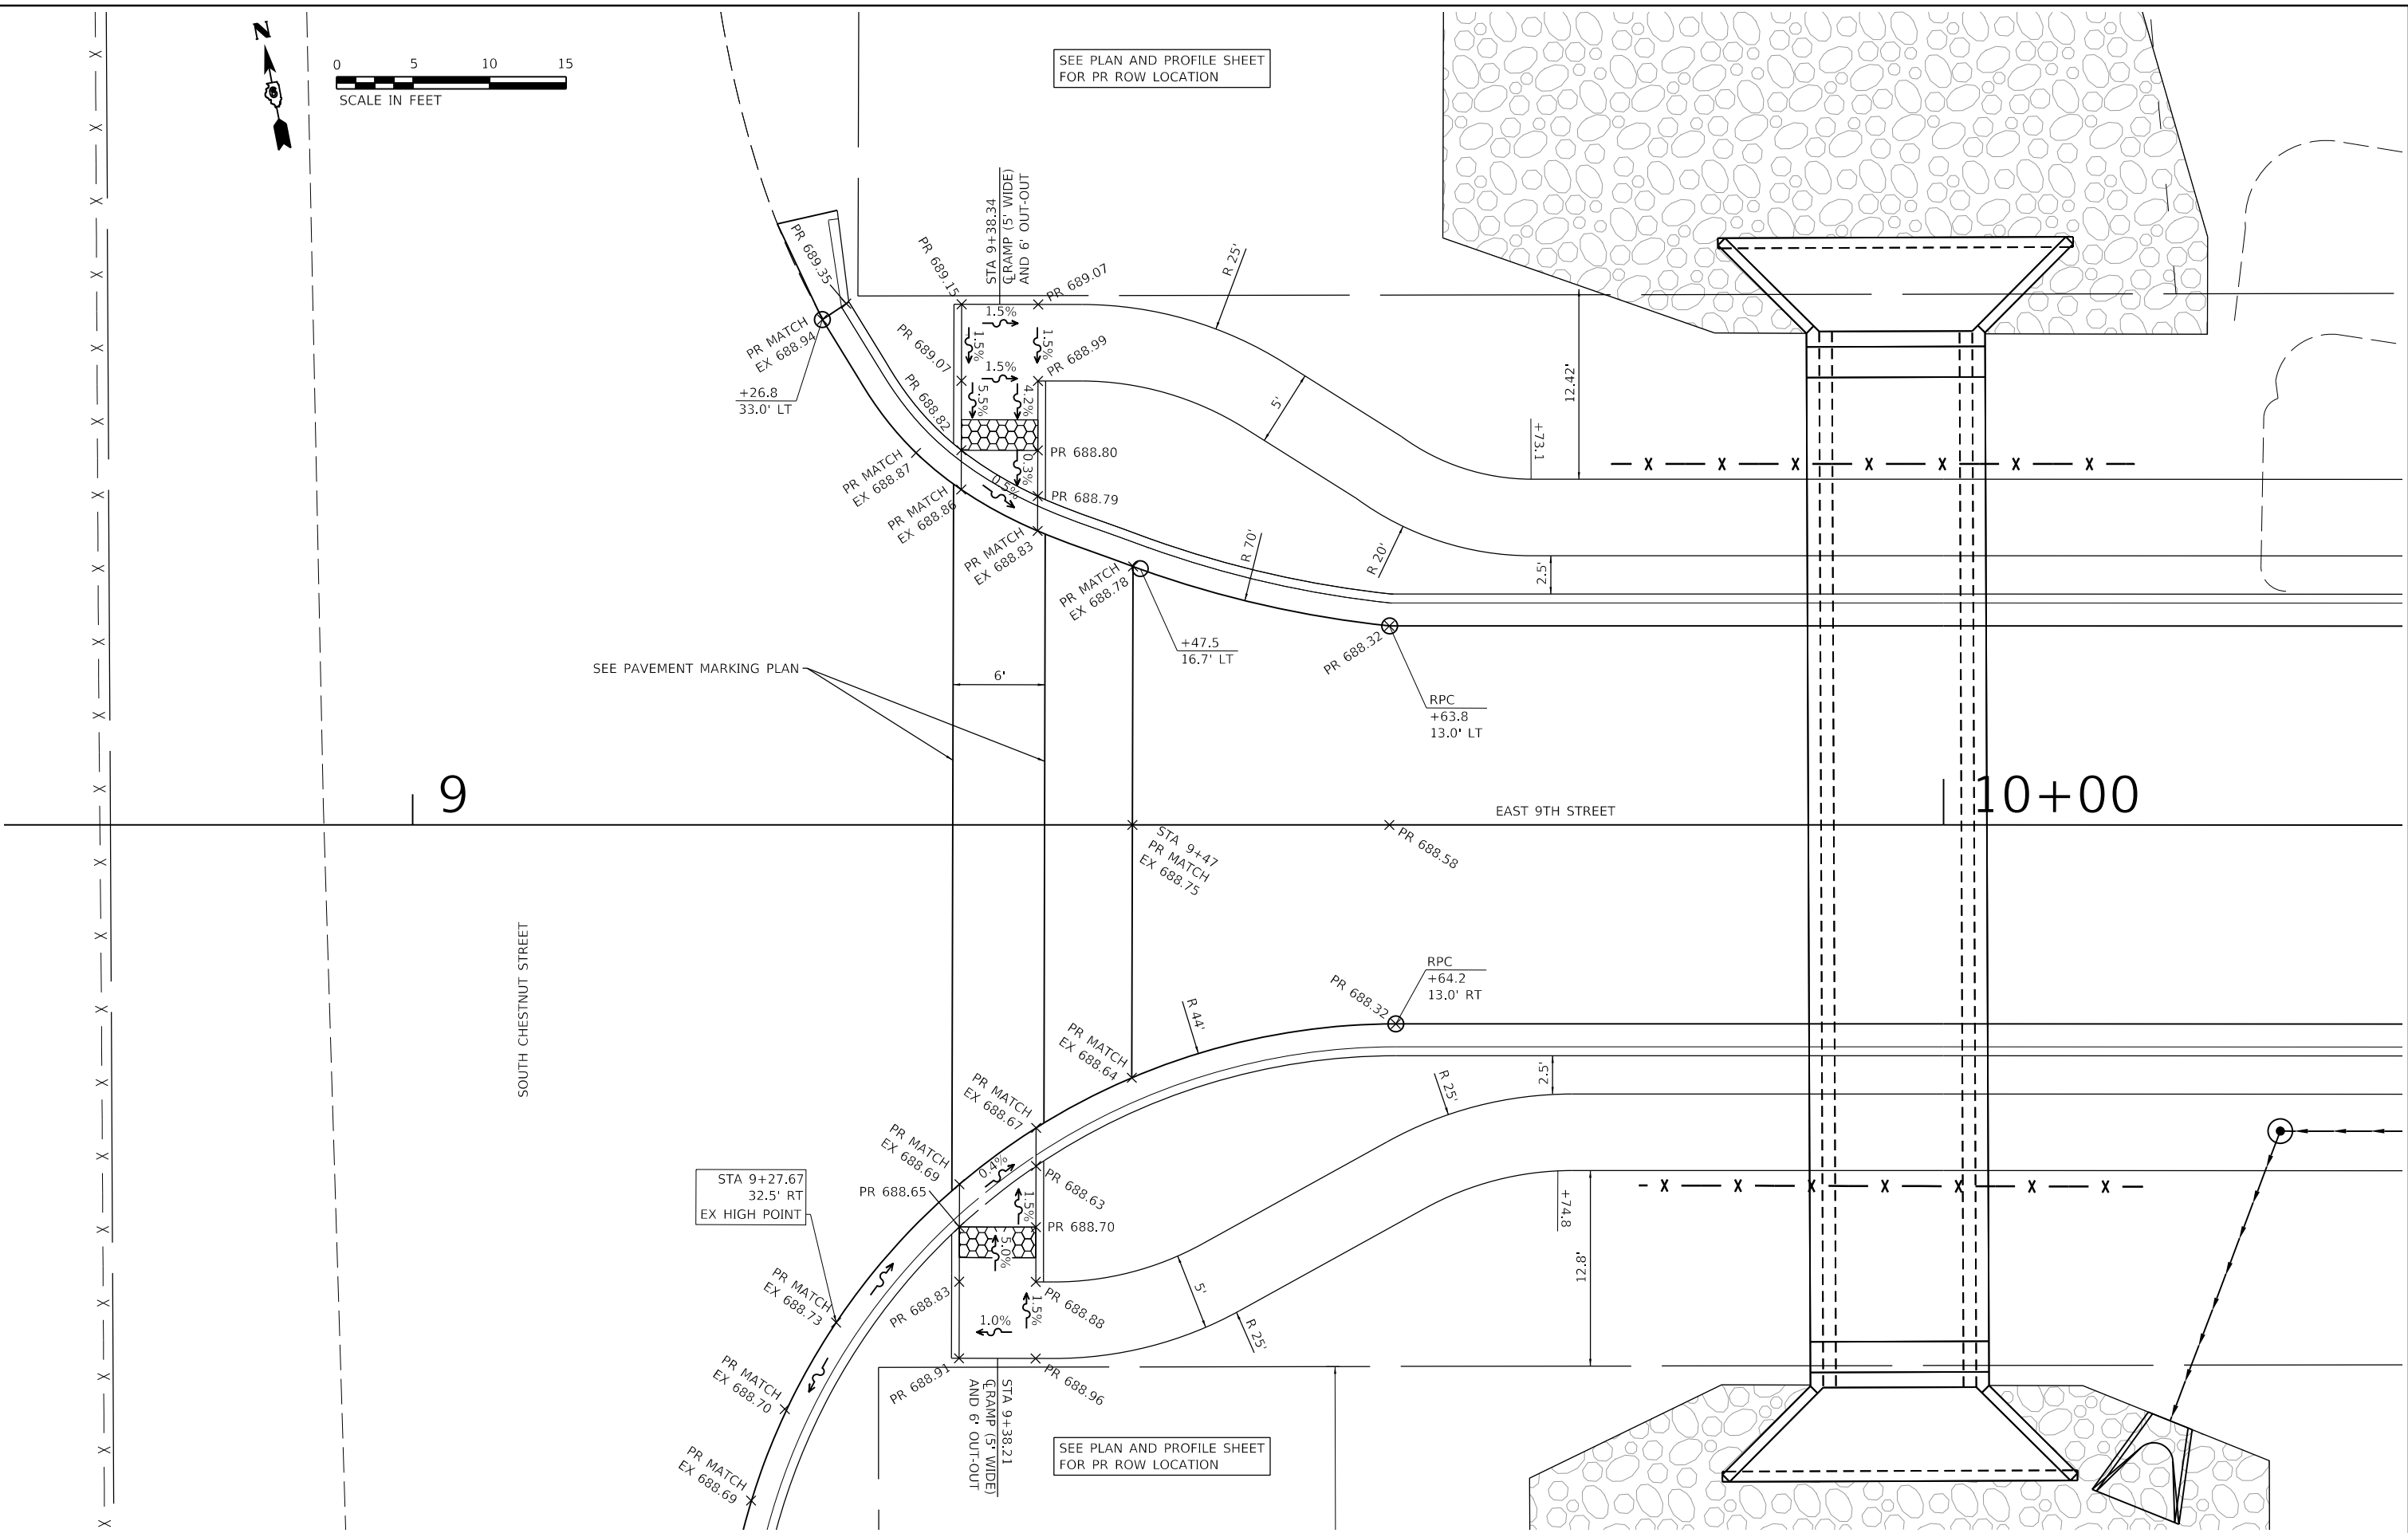 N
6
0 5 10 15
SCALE IN FEET
SEE PLAN AND PROFILE SHEET
FOR PR ROW LOCATION
STA 9+38.34
℄RAMP (5' WIDE)
AND 6' OUT-OUT
PR 689.35
PR 689.15
PR 689.07
R 25'
1.5%
1.5%
1.5%
PR MATCH
EX 688.94
PR 689.07
PR 688.99
1.5%
+26.8
33.0' LT
PR 688.82
5.5%
4.2%
5'
12.42'
+73.1
X X X X X X X
PR 688.80
0.3%
PR MATCH
EX 688.87
PR MATCH
EX 688.86
0.5%
PR 688.79
PR MATCH
EX 688.83
R 70'
R 20'
2.5'
PR MATCH
EX 688.78
+47.5
16.7' LT
PR 688.32
SEE PAVEMENT MARKING PLAN
6'
RPC
+63.8
13.0' LT
9
10+00
EAST 9TH STREET
STA 9+47
PR MATCH
EX 688.75
PR 688.58
SOUTH CHESTNUT STREET
RPC
+64.2
13.0' RT
PR 688.32
R 44'
PR MATCH
EX 688.64
PR MATCH
EX 688.67
R 25'
2.5'
PR MATCH
EX 688.69
0.4%
STA 9+27.67
32.5' RT
EX HIGH POINT
PR 688.65
PR 688.63
1.5%
PR 688.70
+74.8
X X X X X X X
5.0%
12.8'
PR MATCH
EX 688.73
PR 688.83
PR 688.88
5'
1.5%
1.0%
R 25'
PR MATCH
EX 688.70
PR 688.91
PR 688.96
STA 9+38.21
℄RAMP (5' WIDE)
AND 6' OUT-OUT
PR MATCH
EX 688.69
SEE PLAN AND PROFILE SHEET
FOR PR ROW LOCATION
X X X X X X X X X X X X X X X X X X X X X